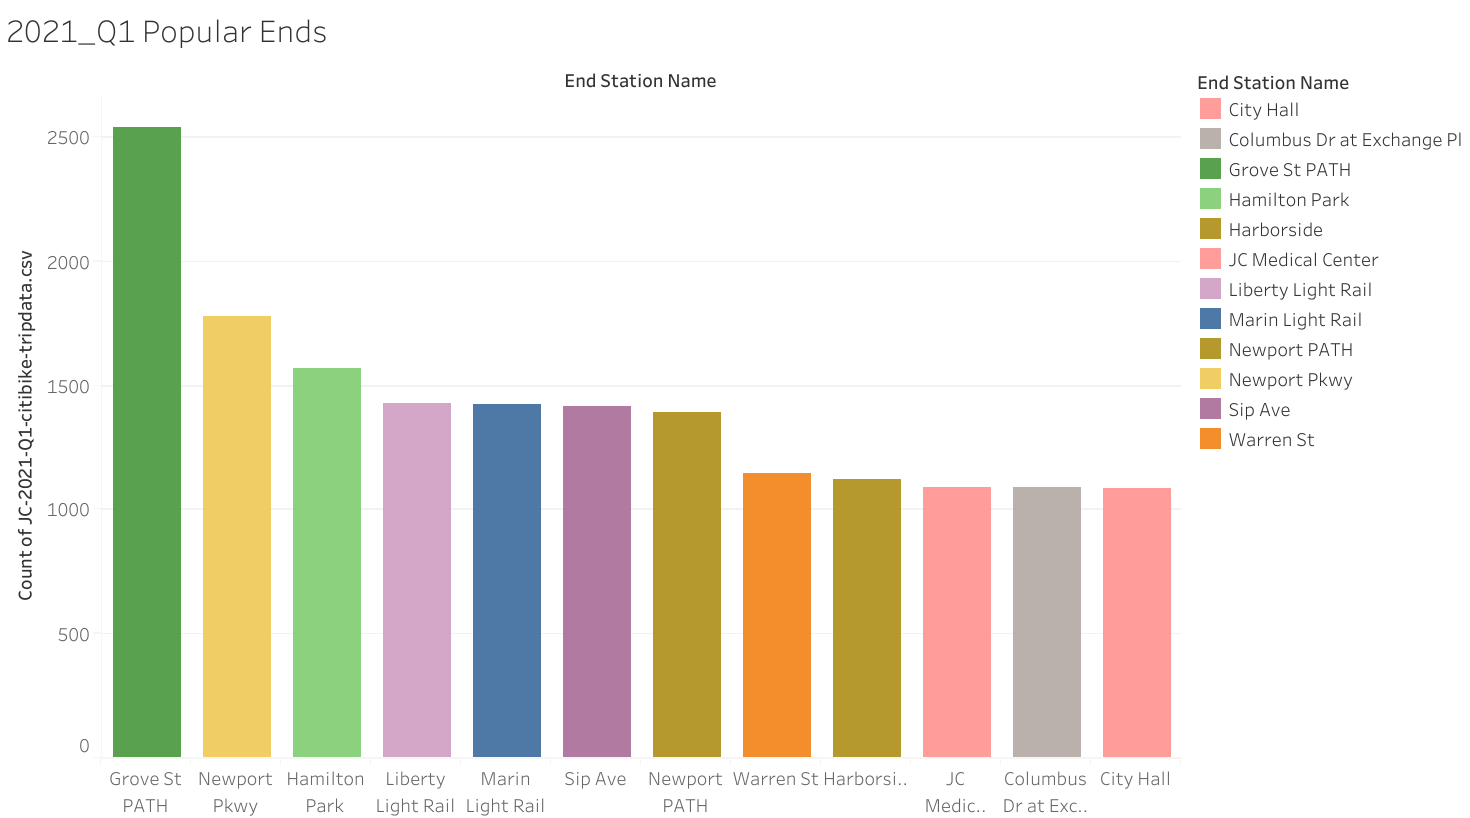 2021_Q1 Popular Ends
End Station Name
Count of JC-2021-Q1-citibike-tripdata.csv
2500
2000
1500
1000
500
0
Grove St
PATH
Newport
Pkwy
Hamilton
Park
Liberty
Light Rail
Marin
Light Rail
Sip Ave
Newport
PATH
Warren St
Harborsi..
JC
Medic..
Columbus
Dr at Exc..
City Hall
End Station Name
City Hall
Columbus Dr at Exchange Pl
Grove St PATH
Hamilton Park
Harborside
JC Medical Center
Liberty Light Rail
Marin Light Rail
Newport PATH
Newport Pkwy
Sip Ave
Warren St